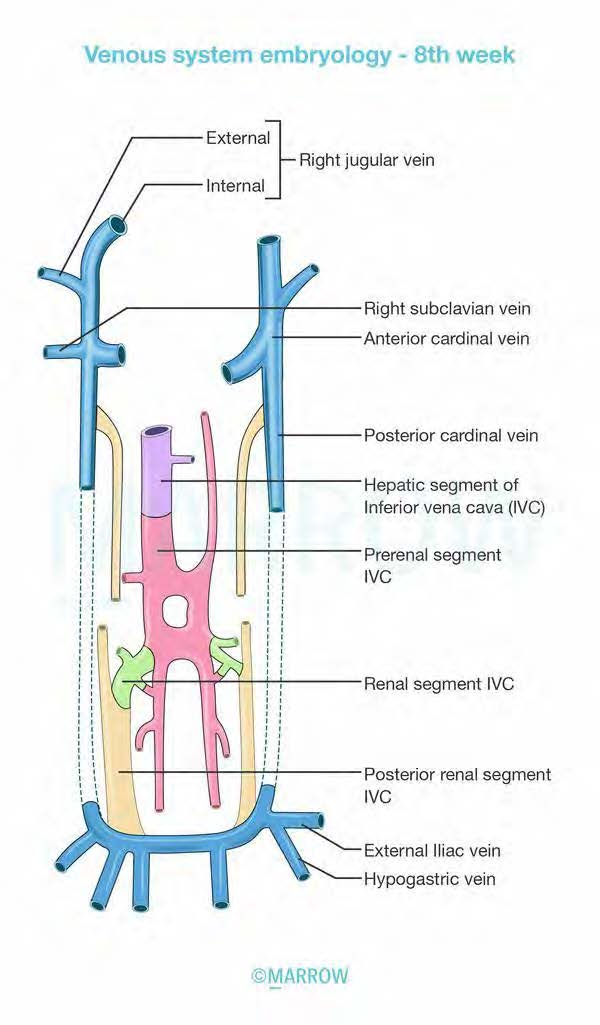 Venous system embryology - 8th week
External
Right jugular vein
Internal
Right subclavian vein
Anterior cardinal vein
Posterior cardinal vein
Hepatic segment of
Inferior vena cava (IVC)
Prerenal segment
IVC
Renal segment IVC
Posterior renal segment
IVC
External Iliac vein
Hypogastric vein
©MARROW